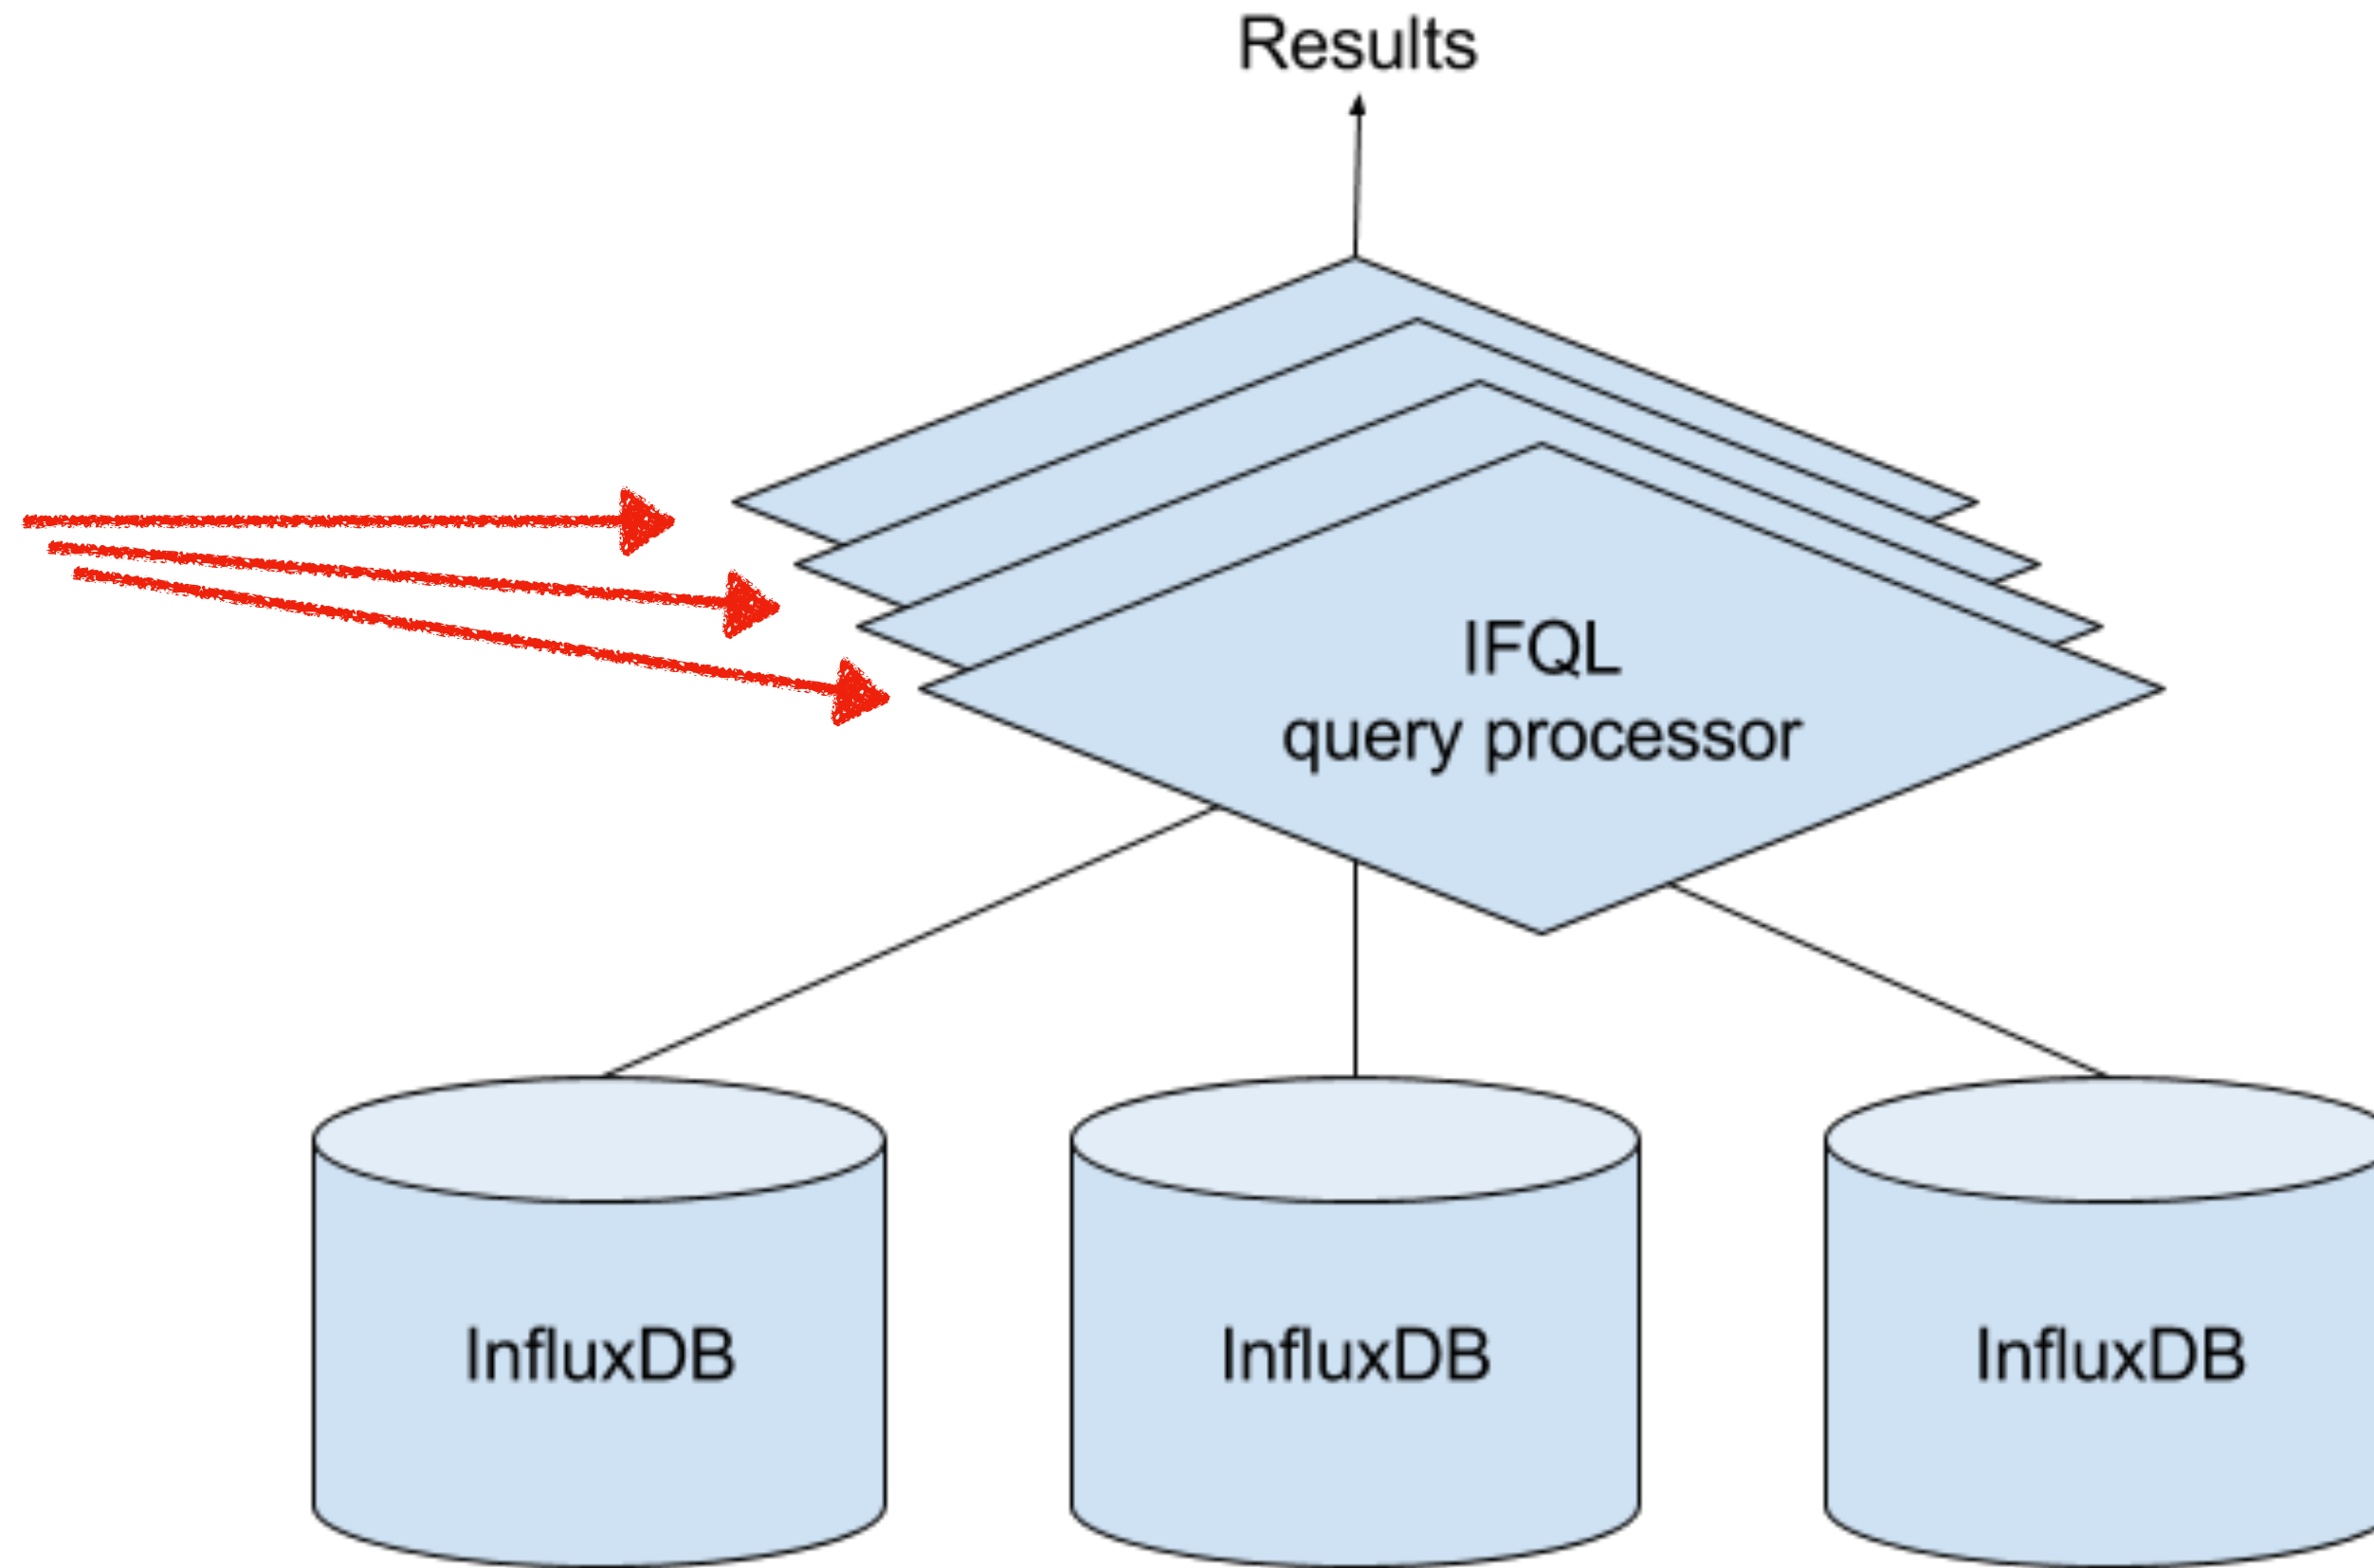 Results
IFQL
query processor
InfluxDB
InfluxDB
InfluxDB